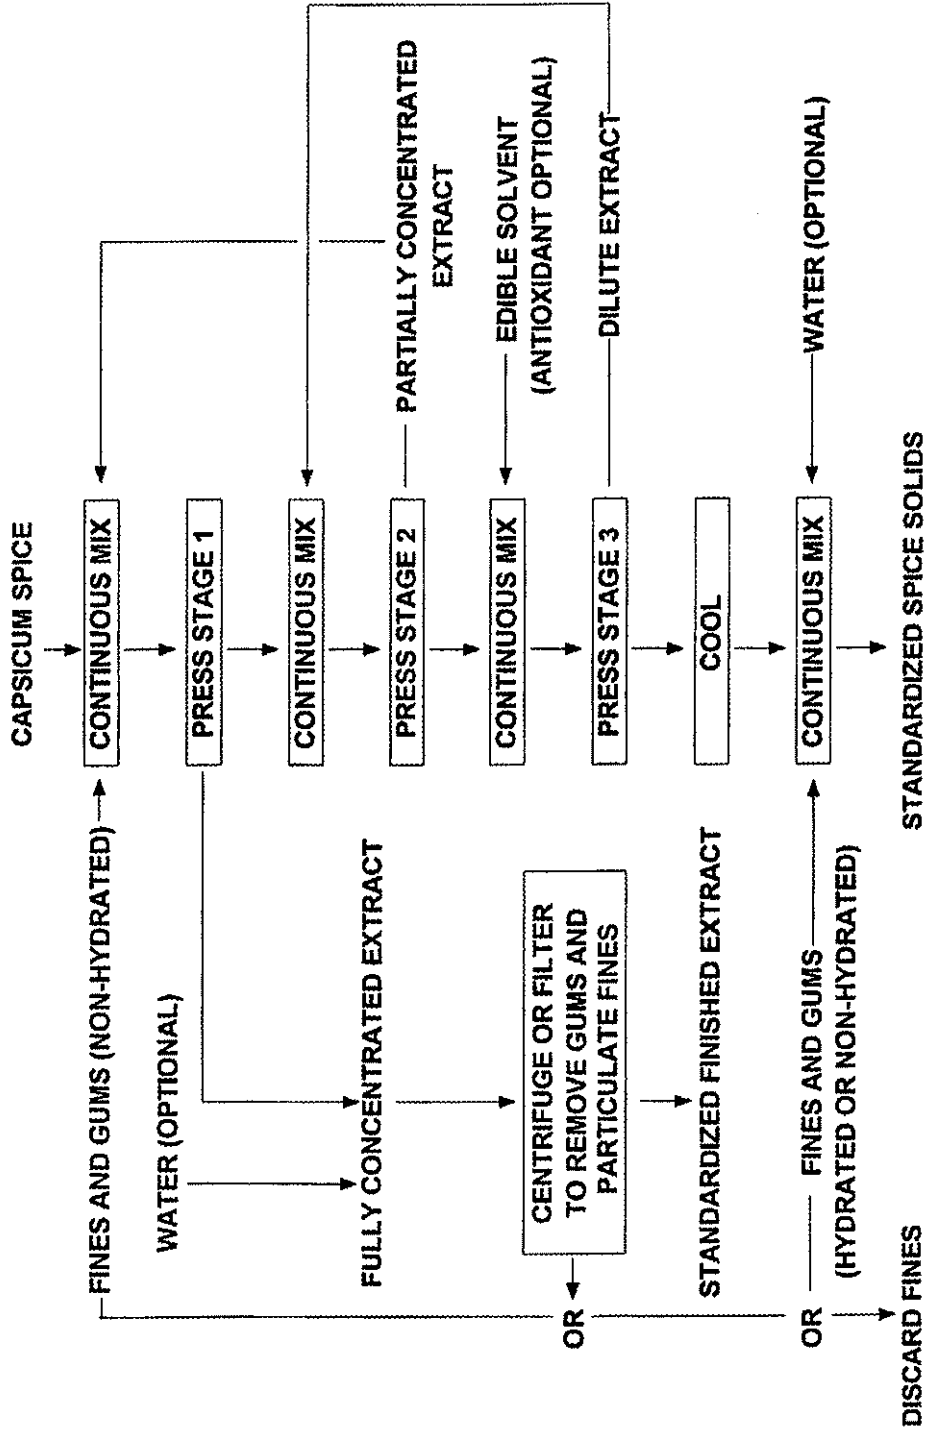 CAPSICUM SPICE
FINES AND GUMS (NON-HYDRATED)
CONTINUOUS MIX
WATER (OPTIONAL)
PRESS STAGE 1
CONTINUOUS MIX
FULLY CONCENTRATED EXTRACT
PRESS STAGE 2
PARTIALLY CONCENTRATED
EXTRACT
CONTINUOUS MIX
EDIBLE SOLVENT
(ANTIOXIDANT OPTIONAL)
CENTRIFUGE OR FILTER
TO REMOVE GUMS AND
PARTICULATE FINES
OR
PRESS STAGE 3
DILUTE EXTRACT
STANDARDIZED FINISHED EXTRACT
COOL
OR
FINES AND GUMS
(HYDRATED OR NON-HYDRATED)
CONTINUOUS MIX
WATER (OPTIONAL)
DISCARD FINES
STANDARDIZED SPICE SOLIDS